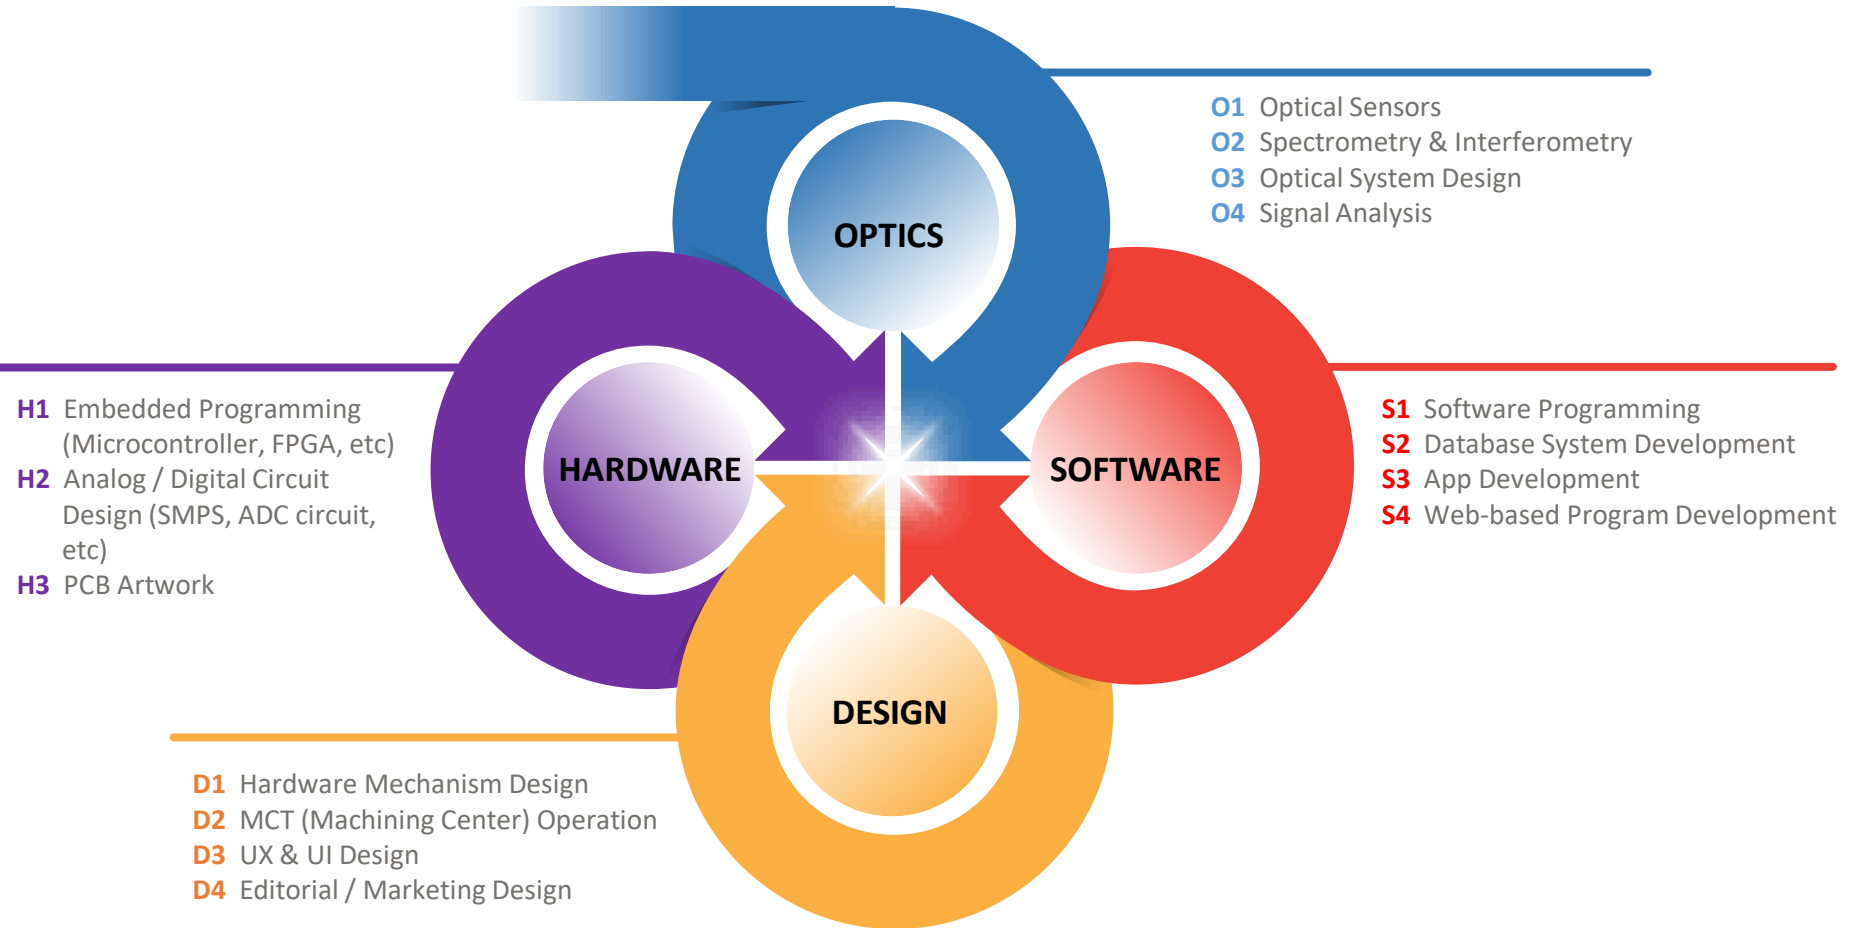 OPTICS
O1 Optical Sensors
O2 Spectrometry & Interferometry
O3 Optical System Design
O4 Signal Analysis
HARDWARE
H1 Embedded Programming
(Microcontroller, FPGA, etc)
H2 Analog / Digital Circuit
Design (SMPS, ADC circuit,
etc)
H3 PCB Artwork
SOFTWARE
S1 Software Programming
S2 Database System Development
S3 App Development
S4 Web-based Program Development
DESIGN
D1 Hardware Mechanism Design
D2 MCT (Machining Center) Operation
D3 UX & UI Design
D4 Editorial / Marketing Design